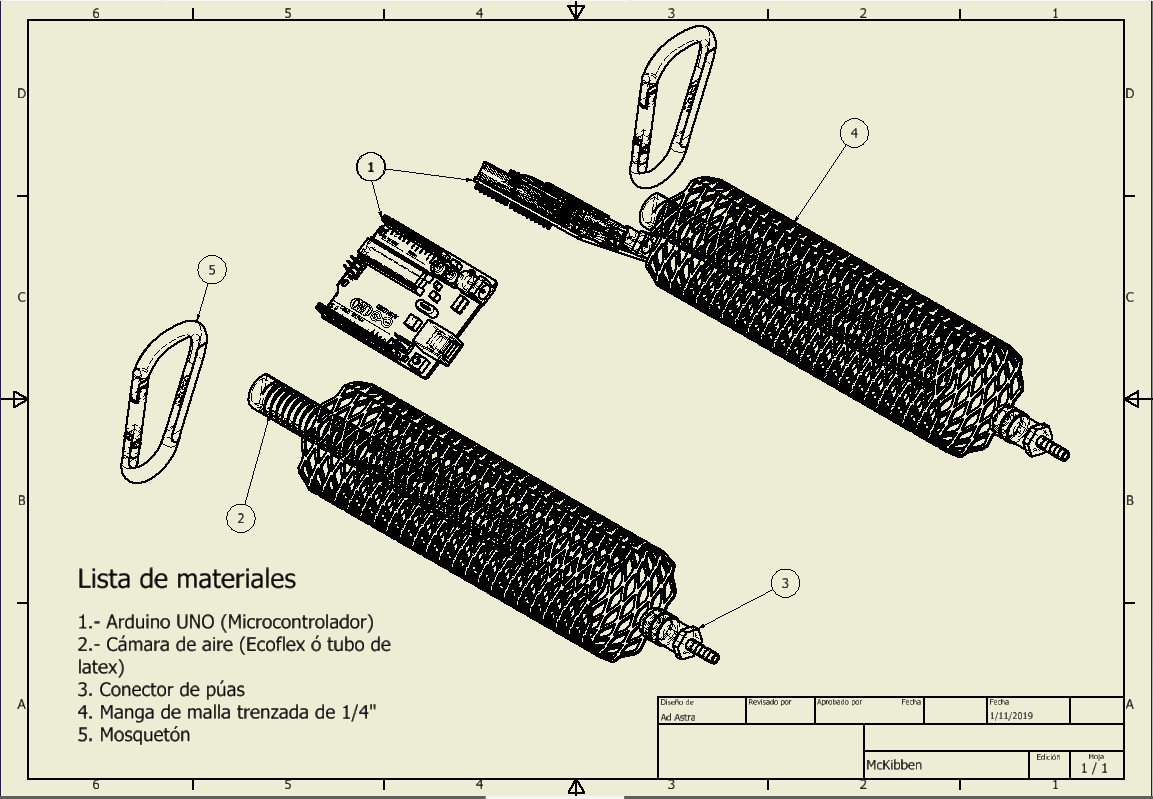 6 5 4 3 2 1
D D
4
1
5
C C
2
B B
3
Lista de materiales
1.- Arduino UNO (Microcontrolador)
2.- Cámara de aire (Ecoflex ó tubo de
latex)
3. Conector de púas
4. Manga de malla trenzada de 1/4"
5. Mosquetón
A A
Diseño de Revisado por Aprobado por Fecha Fecha
Ad Astra 1/11/2019
McKibben Edición Hoja
1 / 1
6 5 4 3 2 1